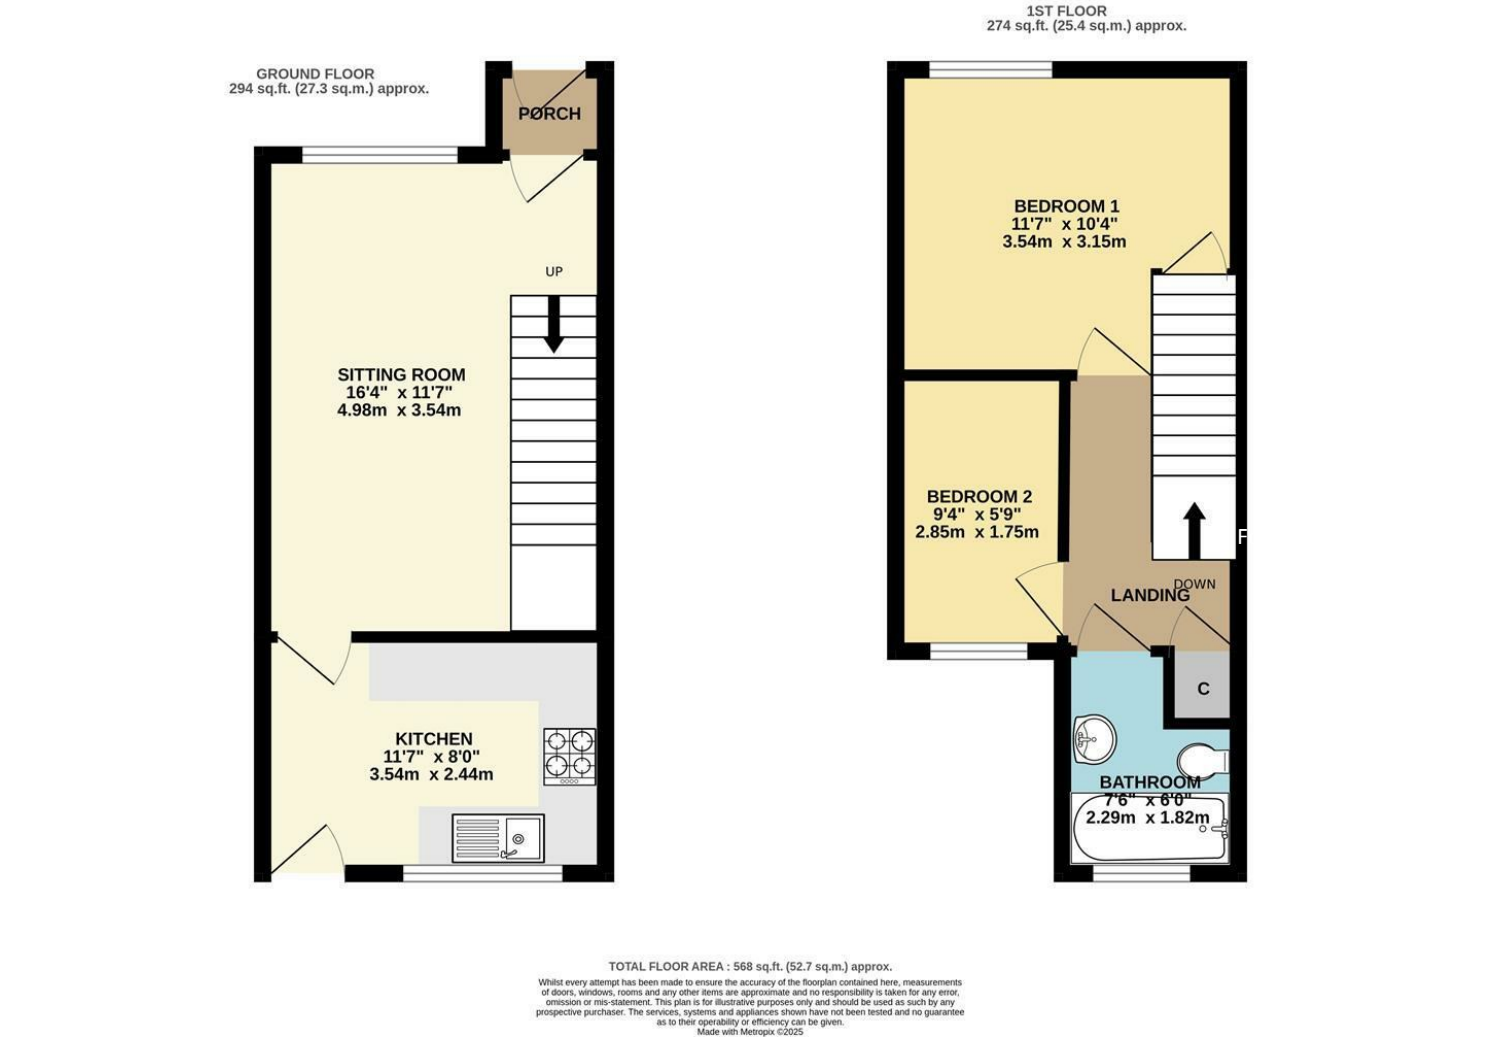 1ST FLOOR
274 sq.ft. (25.4 sq.m.) approx.
GROUND FLOOR
294 sq.ft. (27.3 sq.m.) approx.
PORCH
UP
SITTING ROOM
16'4" x 11'7"
4.98m x 3.54m
KITCHEN
11'7" x 8'0"
3.54m x 2.44m
BEDROOM 1
11'7" x 10'4"
3.54m x 3.15m
BEDROOM 2
9'4" x 5'9"
2.85m x 1.75m
F
DOWN
LANDING
C
BATHROOM
7'6" x 6'0"
2.29m x 1.82m
TOTAL FLOOR AREA : 568 sq.ft. (52.7 sq.m.) approx.
Whilst every attempt has been made to ensure the accuracy of the floorplan contained here, measurements
of doors, windows, rooms and any other items are approximate and no responsibility is taken for any error,
omission or mis-statement. This plan is for illustrative purposes only and should be used as such by any
prospective purchaser. The services, systems and appliances shown have not been tested and no guarantee
as to their operability or efficiency can be given.
Made with Metropix ©2025